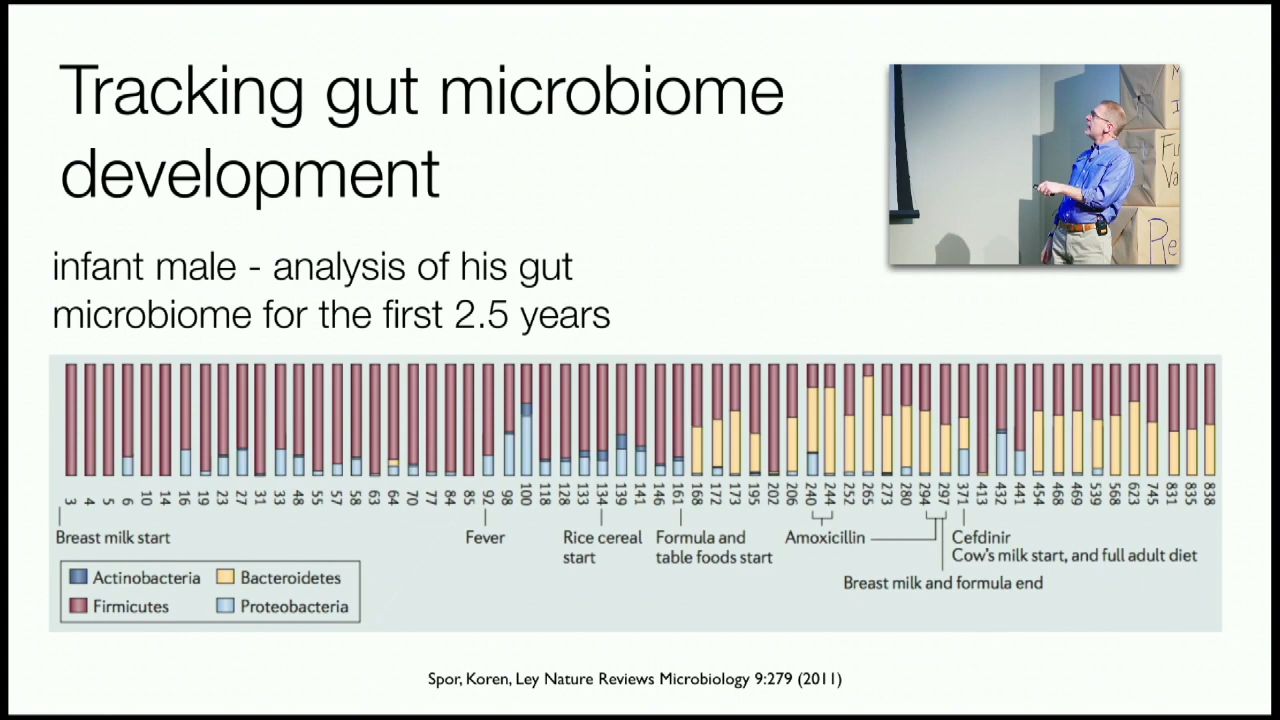 Tracking gut microbiome
development
infant male - analysis of his gut
microbiome for the first 2.5 years
Fu
Va
Re
3 4 5 6 10 14 16 19 23 27 31 33 48 55 57 58 63 64 70 77 84 85 92 98 100 118 128 133 134 139 141 146 161 168 172 173 195 202 206 240 244 252 265 273 280 294 297 371 413 432 441 454 468 469 539 568 623 745 831 835 838
Breast milk start
Fever
Rice cereal
start
Formula and
table foods start
Amoxicillin
Cefdinir
Cow's milk start, and full adult diet
Breast milk and formula end
Actinobacteria
Bacteroidetes
Firmicutes
Proteobacteria
Spor, Koren, Ley Nature Reviews Microbiology 9:279 (2011)